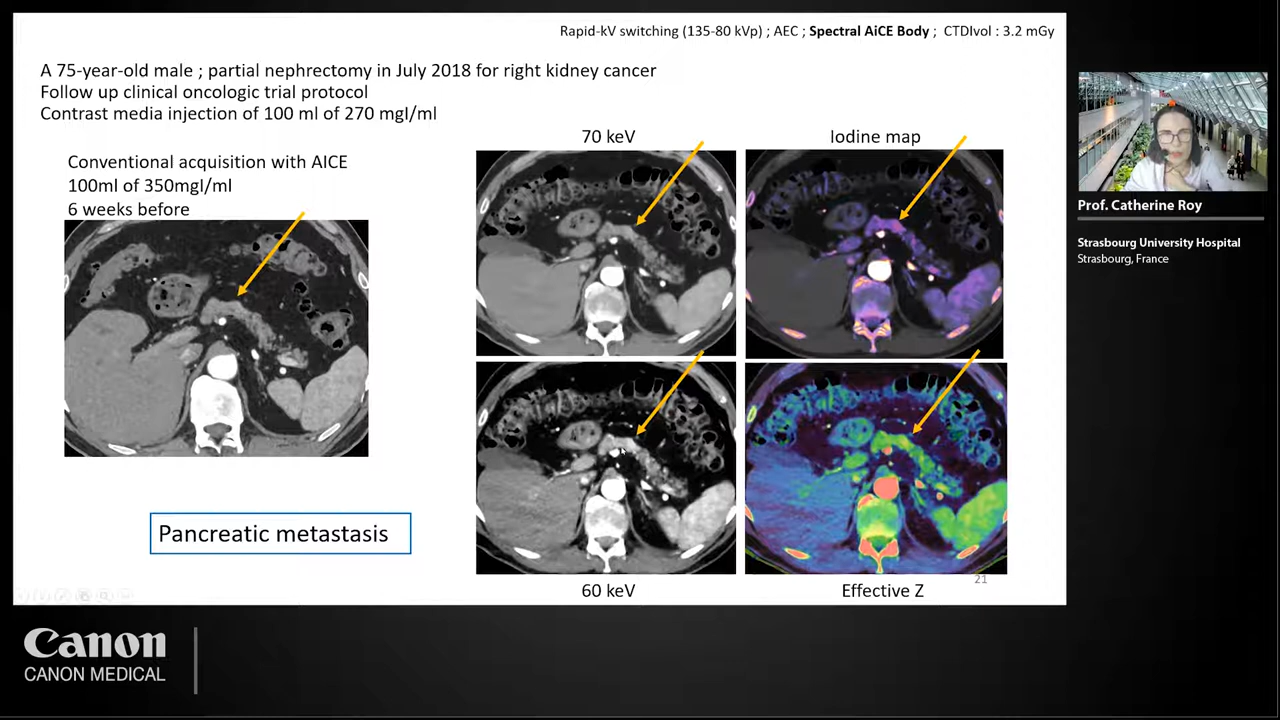 Rapid-kV switching (135-80 kVp) ; AEC ; Spectral AiCE Body ; CTDIvol : 3.2 mGy
A 75-year-old male ; partial nephrectomy in July 2018 for right kidney cancer
Follow up clinical oncologic trial protocol
Contrast media injection of 100 ml of 270 mgI/ml
Conventional acquisition with AICE
100ml of 350mgI/ml
6 weeks before
70 keV
Iodine map
Pancreatic metastasis
60 keV
Effective Z
21
Prof. Catherine Roy
Strasbourg University Hospital
Strasbourg, France
Canon
CANON MEDICAL